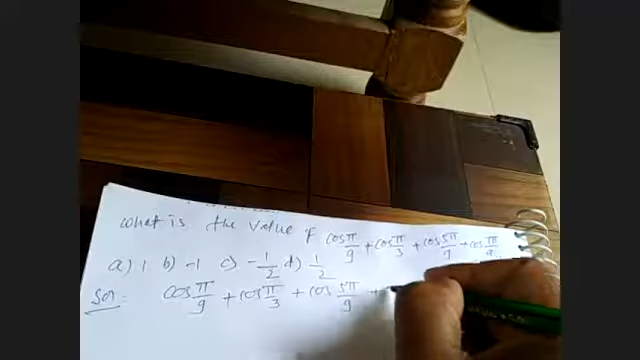 What is the value of cos π/9 + cos π/3 + cos 5π/9 + cos π/9
a) 1 b) -1 c) -1/2 d) 1/2
Sol: cos π/9 + cos π/3 + cos 5π/9 +